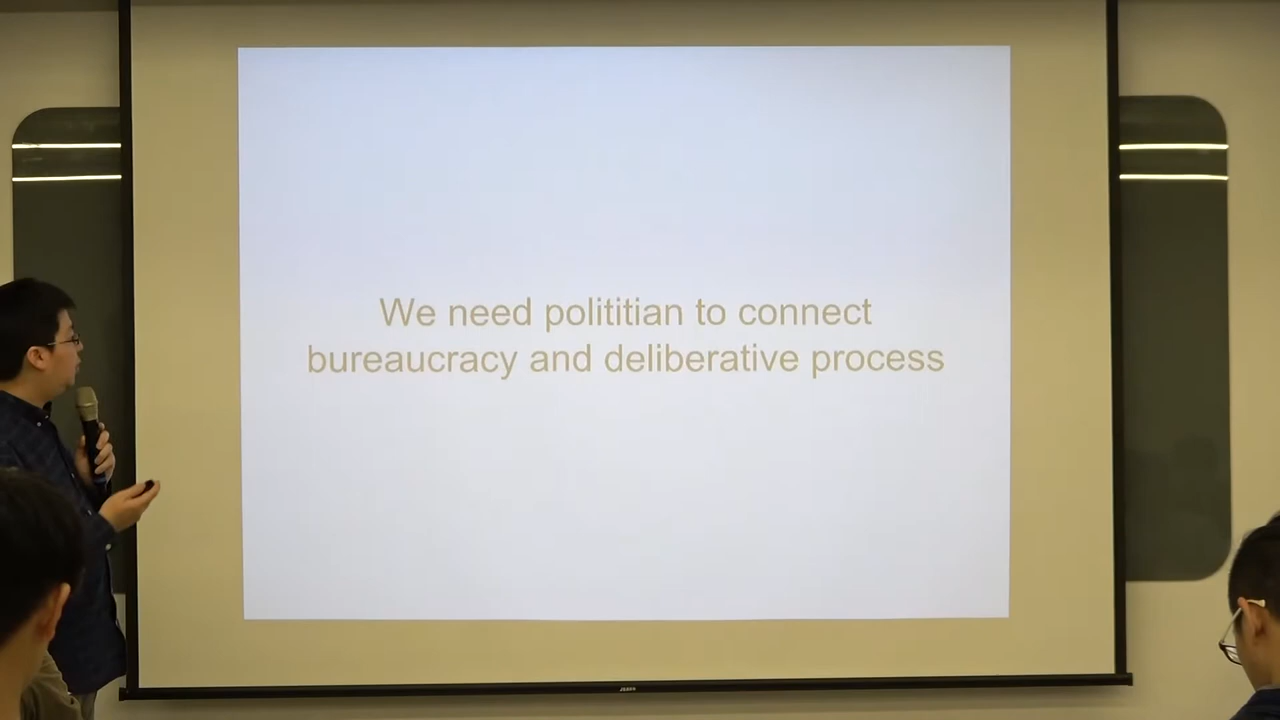 We need polititian to connect
bureaucracy and deliberative process